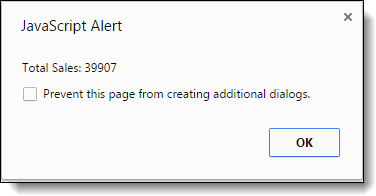 JavaScript Alert
Total Sales: 39907
Prevent this page from creating additional dialogs.
OK